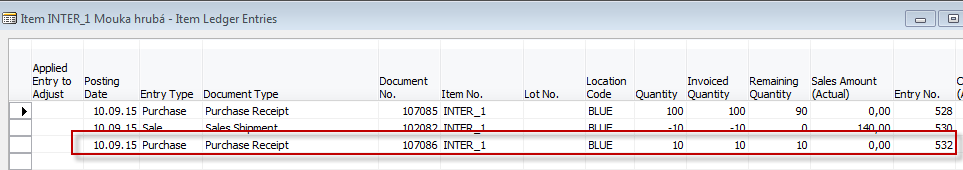 Item INTER_1 Mouka hrubá - Item Ledger Entries
Applied Entry to Adjust Posting Date Entry Type Document Type Document No. Item No. Lot No. Location Code Quantity Invoiced Quantity Remaining Quantity Sales Amount (Actual) Entry No.
10.09.15 Purchase Purchase Receipt 107085 INTER_1 BLUE 100 100 90 0,00 528
10.09.15 Sale Sales Shipment 102082 INTER_1 BLUE -10 -10 0 140,00 530
10.09.15 Purchase Purchase Receipt 107086 INTER_1 BLUE 10 10 10 0,00 532